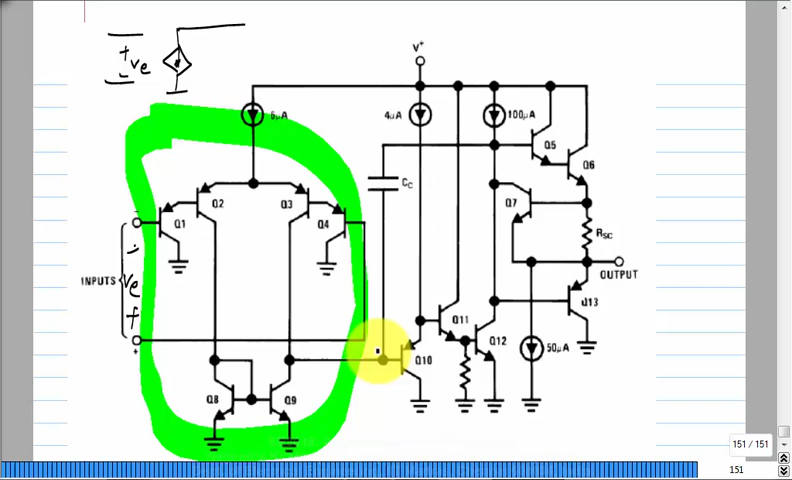 +
ve
-
V+
6μA
4μA
100μA
Q5
Q6
CC
Q7
RSC
Q2
Q3
Q1
Q4
-
-
INPUTS
ve
+
OUTPUT
Q13
Q11
Q12
50μA
+
Q10
Q8
Q9
151 / 151
151